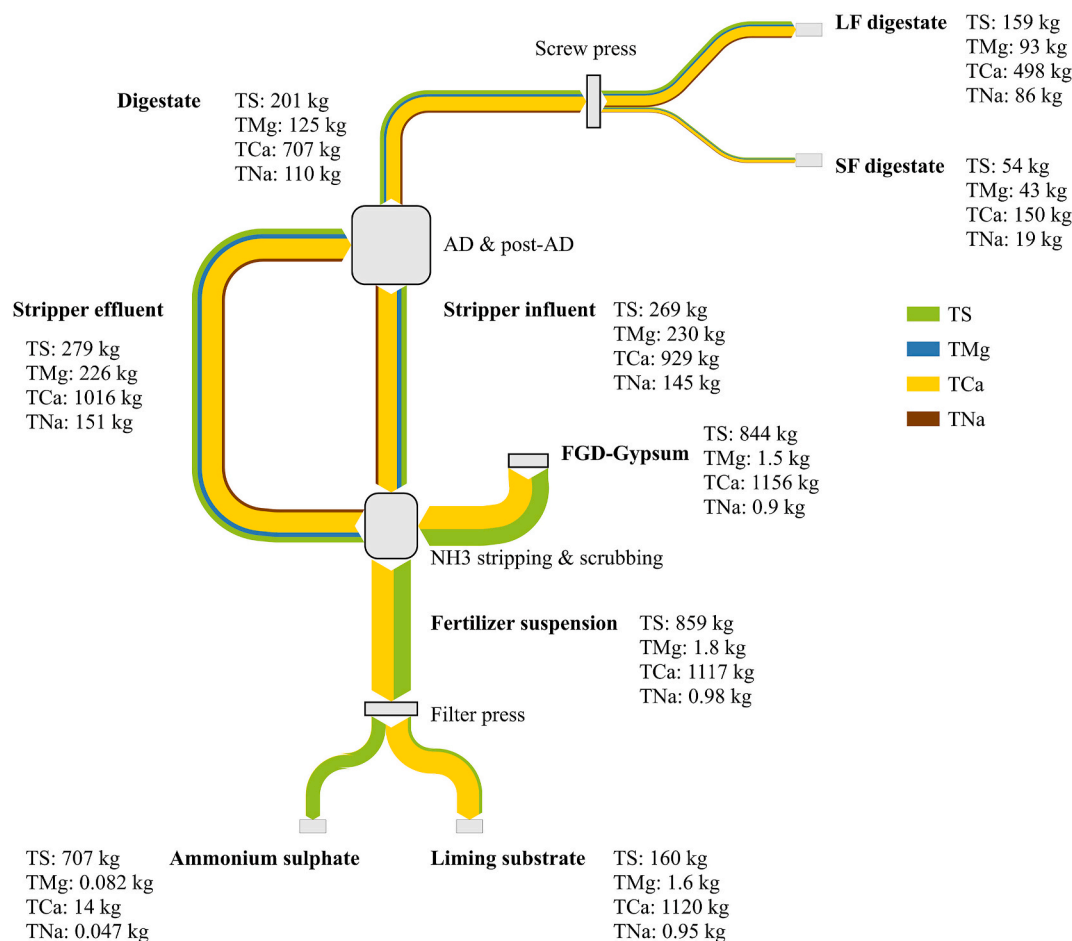 LF digestate
TS: 159 kg
TMg: 93 kg
TCa: 498 kg
TNa: 86 kg
Screw press
Digestate
TS: 201 kg
TMg: 125 kg
TCa: 707 kg
TNa: 110 kg
SF digestate
TS: 54 kg
TMg: 43 kg
TCa: 150 kg
TNa: 19 kg
AD & post-AD
Stripper effluent
TS: 279 kg
TMg: 226 kg
TCa: 1016 kg
TNa: 151 kg
Stripper influent
TS: 269 kg
TMg: 230 kg
TCa: 929 kg
TNa: 145 kg
TS
TMg
TCa
TNa
FGD-Gypsum
TS: 844 kg
TMg: 1.5 kg
TCa: 1156 kg
TNa: 0.9 kg
NH3 stripping & scrubbing
Fertilizer suspension
TS: 859 kg
TMg: 1.8 kg
TCa: 1117 kg
TNa: 0.98 kg
Filter press
Ammonium sulphate
TS: 707 kg
TMg: 0.082 kg
TCa: 14 kg
TNa: 0.047 kg
Liming substrate
TS: 160 kg
TMg: 1.6 kg
TCa: 1120 kg
TNa: 0.95 kg